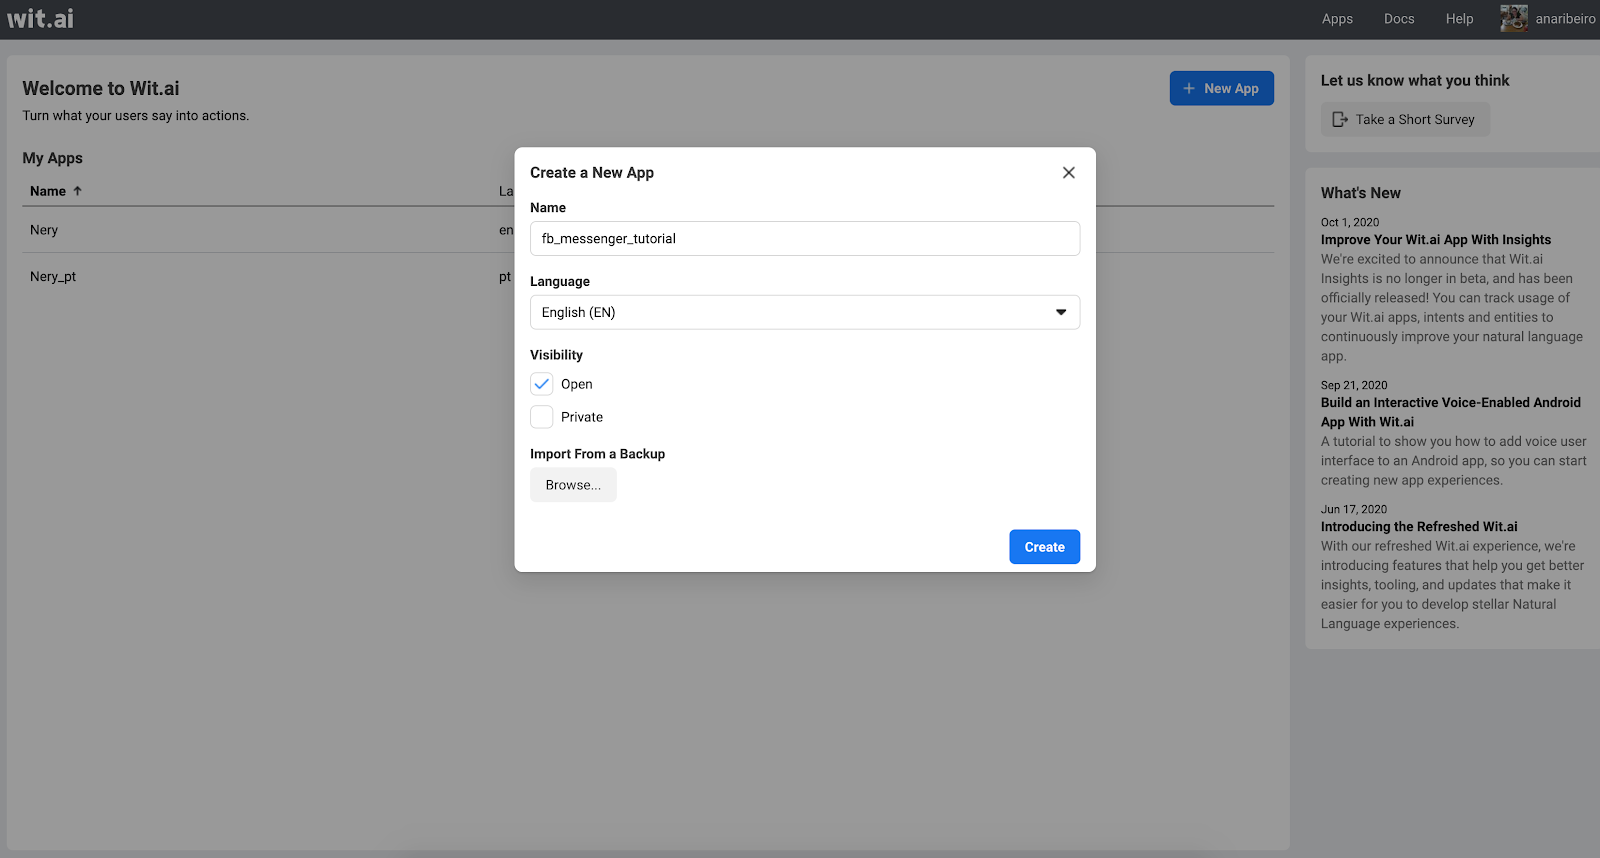 wit.ai
Apps
Docs
Help
anaribeiro
Welcome to Wit.ai
Turn what your users say into actions.
+ New App
My Apps
Name ↑
La
Nery
en
Nery_pt
pt
Create a New App
Name
fb_messenger_tutorial
Language
English (EN)
Visibility
Open
Private
Import From a Backup
Browse...
Create
Let us know what you think
Take a Short Survey
What's New
Oct 1, 2020
Improve Your Wit.ai App With Insights
We're excited to announce that Wit.ai
Insights is no longer in beta, and has been
officially released! You can track usage of
your Wit.ai apps, intents and entities to
continuously improve your natural language
app.
Sep 21, 2020
Build an Interactive Voice-Enabled Android
App With Wit.ai
A tutorial to show you how to add voice user
interface to an Android app, so you can start
creating new app experiences.
Jun 17, 2020
Introducing the Refreshed Wit.ai
With our refreshed Wit.ai experience, we're
introducing features that help you get better
insights, tooling, and updates that make it
easier for you to develop stellar Natural
Language experiences.